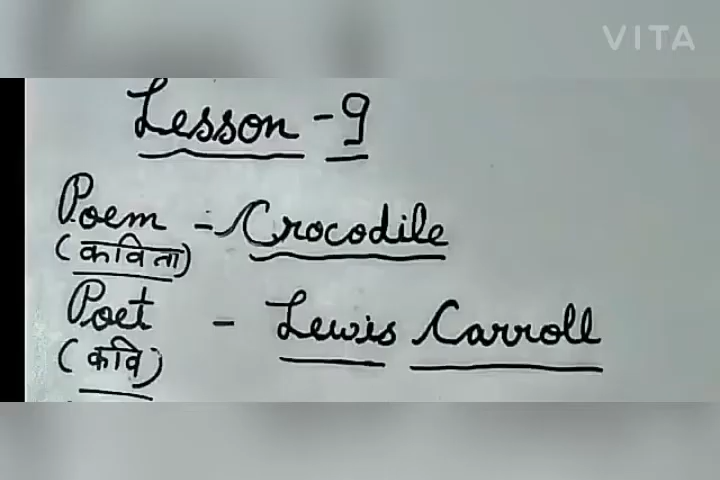 VITA
Lesson - 9
Poem - Crocodile
(कविता)
Poet - Lewis Carroll
(कवि)